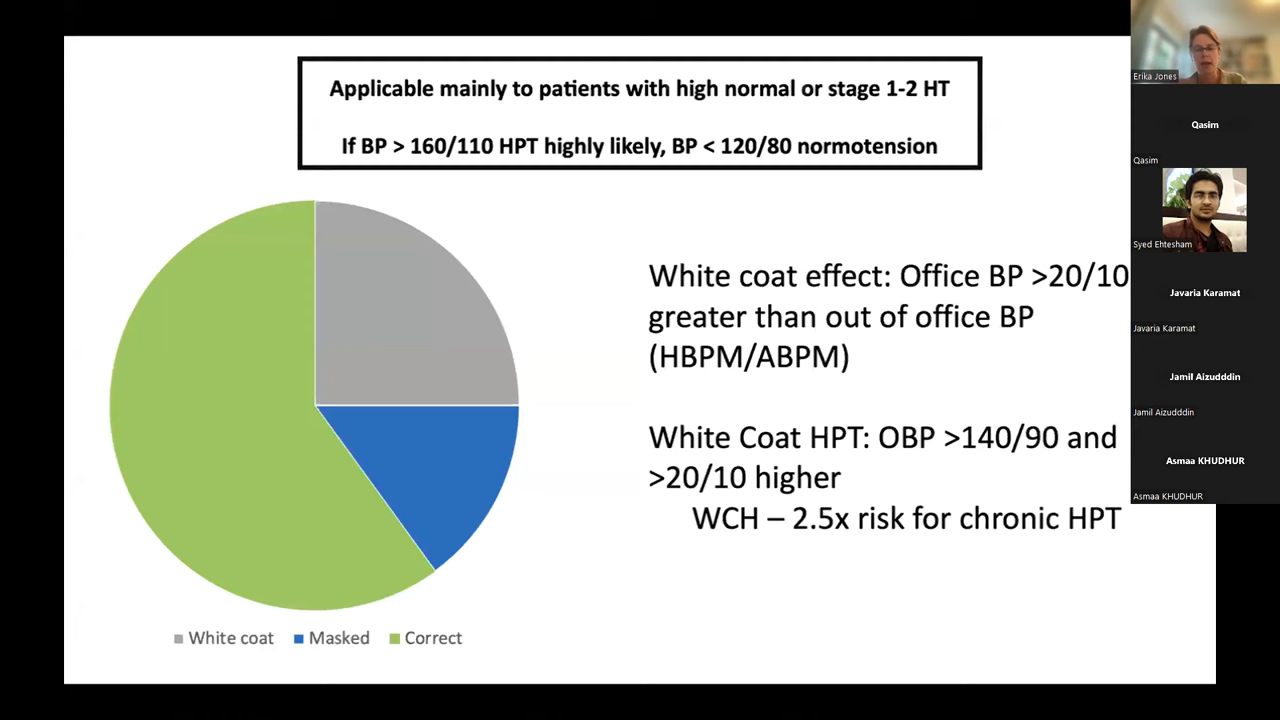 Applicable mainly to patients with high normal or stage 1-2 HT
If BP > 160/110 HPT highly likely, BP < 120/80 normotension
White coat effect: Office BP >20/10
greater than out of office BP
(HBPM/ABPM)
White Coat HPT: OBP >140/90 and
>20/10 higher
WCH – 2.5x risk for chronic HPT
White coat
Masked
Correct
Erika Jones
Qasim
Qasim
Syed Ehtesham
Javaria Karamat
Javaria Karamat
Jamil Aizudddin
Jamil Aizudddin
Asmaa KHUDHUR
Asmaa KHUDHUR